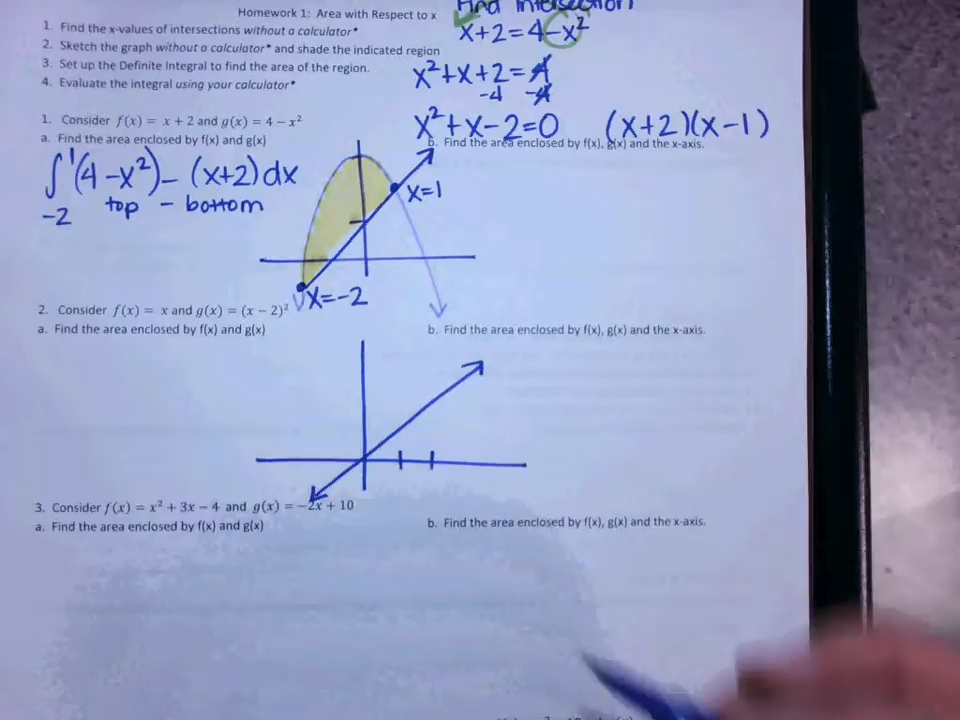 Homework 1: Area with Respect to x
Find Intersection
1. Find the x-values of intersections without a calculator*
x+2=4-x²
2. Sketch the graph without a calculator* and shade the indicated region
3. Set up the Definite Integral to find the area of the region.
x²+x+2=4
4. Evaluate the integral using your calculator*
-4 -4
1. Consider f(x) = x + 2 and g(x) = 4 − x²
x²+x-2=0 (x+2)(x-1)
a. Find the area enclosed by f(x) and g(x)
b. Find the area enclosed by f(x), g(x) and the x-axis.
∫ 1 -2 (4-x²)- (x+2)dx
top - bottom
x=1
x=-2
2. Consider f(x) = x and g(x) = (x − 2)²
a. Find the area enclosed by f(x) and g(x)
b. Find the area enclosed by f(x), g(x) and the x-axis.
3. Consider f(x) = x² + 3x − 4 and g(x) = −2x + 10
a. Find the area enclosed by f(x) and g(x)
b. Find the area enclosed by f(x), g(x) and the x-axis.